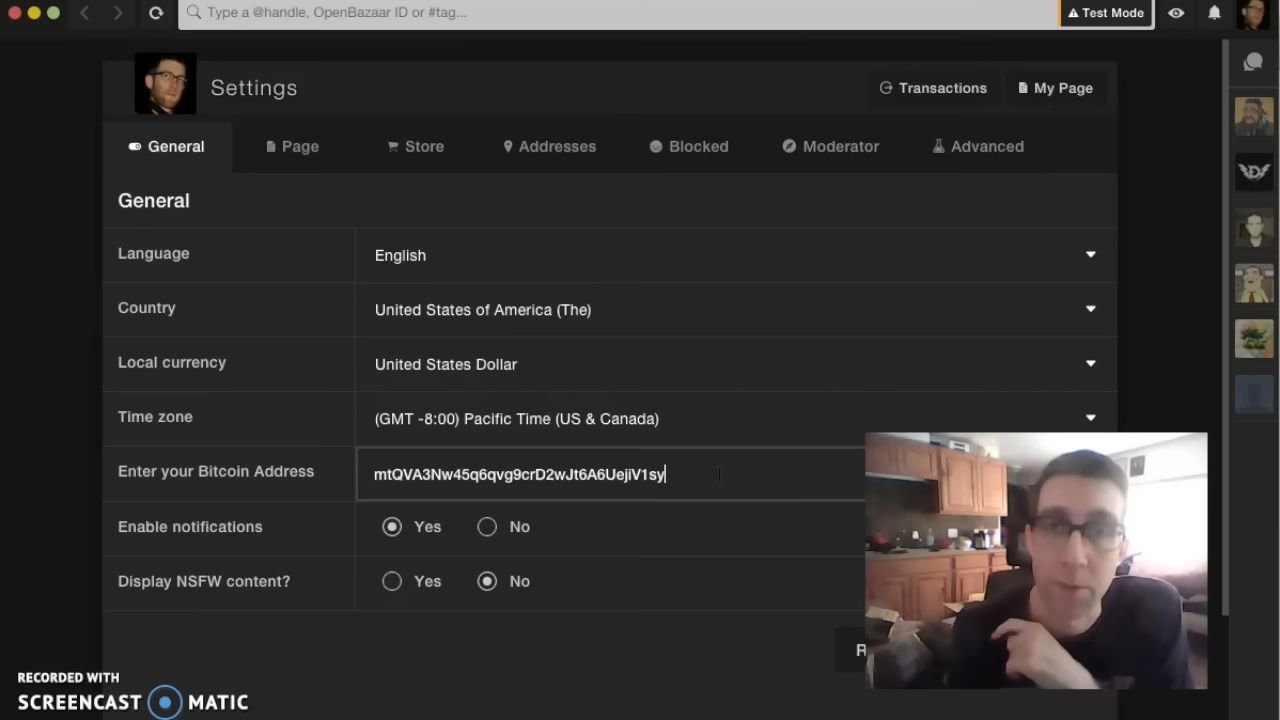 Type a @handle, OpenBazaar ID or #tag...
Test Mode
Settings
Transactions
My Page
General
Page
Store
Addresses
Blocked
Moderator
Advanced
General
Language
English
Country
United States of America (The)
Local currency
United States Dollar
Time zone
(GMT -8:00) Pacific Time (US & Canada)
Enter your Bitcoin Address
mtQVA3Nw45q6qvg9crD2wJt6A6UejiV1sy
Enable notifications
Yes
No
Display NSFW content?
Yes
No
RECORDED WITH
SCREENCAST MATIC